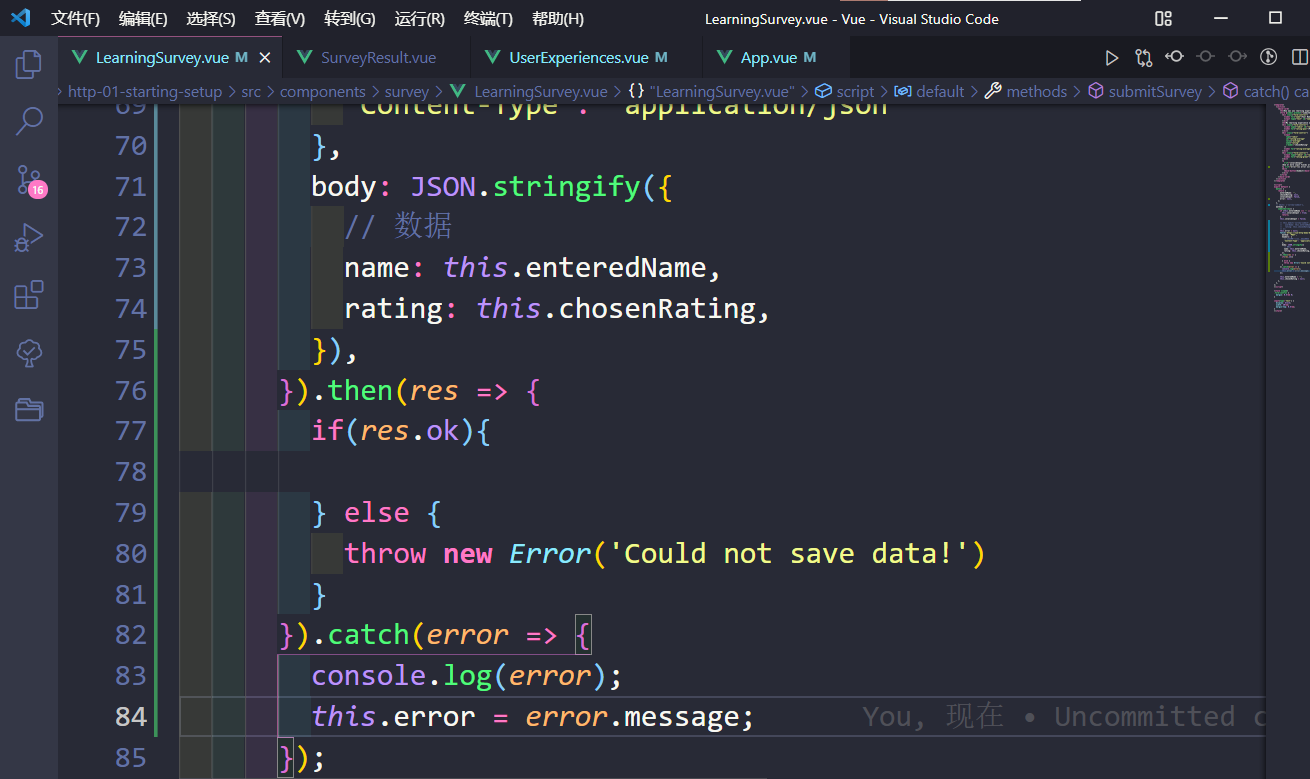 文件(F) 编辑(E) 选择(S) 查看(V) 转到(G) 运行(R) 终端(T) 帮助(H) LearningSurvey.vue - Vue - Visual Studio Code
LearningSurvey.vue M SurveyResult.vue UserExperiences.vue M App.vue M
http-01-starting-setup > src > components > survey > LearningSurvey.vue > {} "LearningSurvey.vue" > script > default > methods > submitSurvey > catch() ca
69 'Content-Type': 'application/json'
70 },
71 body: JSON.stringify({
72 // 数据
73 name: this.enteredName,
74 rating: this.chosenRating,
75 }),
76 }).then(res => {
77 if(res.ok){
78
79 } else {
80 throw new Error('Could not save data!')
81 }
82 }).catch(error => {
83 console.log(error);
84 this.error = error.message; You, 现在 • Uncommitted c
85 });
16